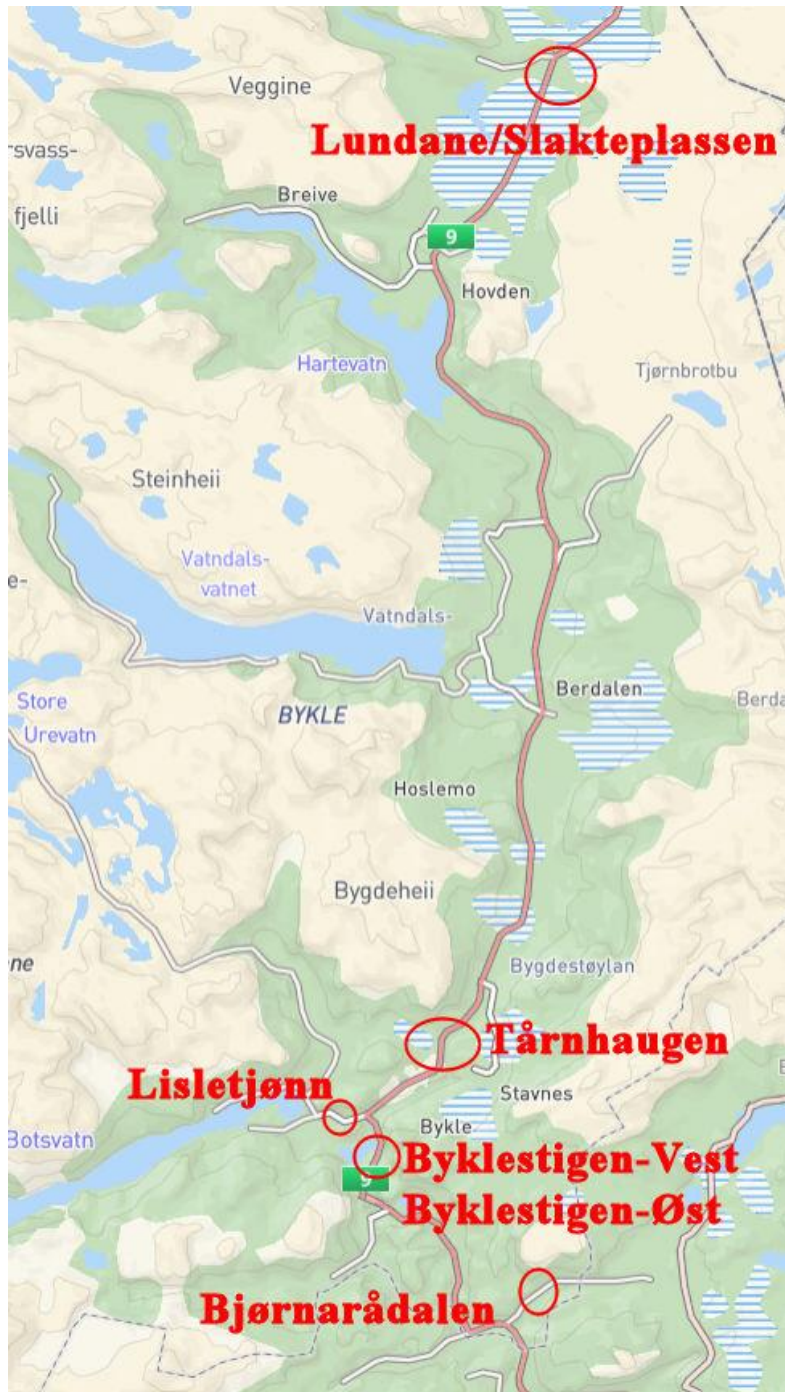 Veggine
Lundane/Slakteplassen
rsvass-
fjelli
Breive
9
Hovden
Hartevatn
Tjørnbrotbu
Steinheii
Vatndals-
vatnet
e-
Vatndals-
Berdalen
Berda
Store
Urevatn
BYKLE
Hoslemo
Bygdeheii
ne
Bygdestøylan
Tårnhaugen
Lisletjønn
Stavnes
Bykle
Botsvatn
Byklestigen-Vest
9
Byklestigen-Øst
Bjørnarådalen